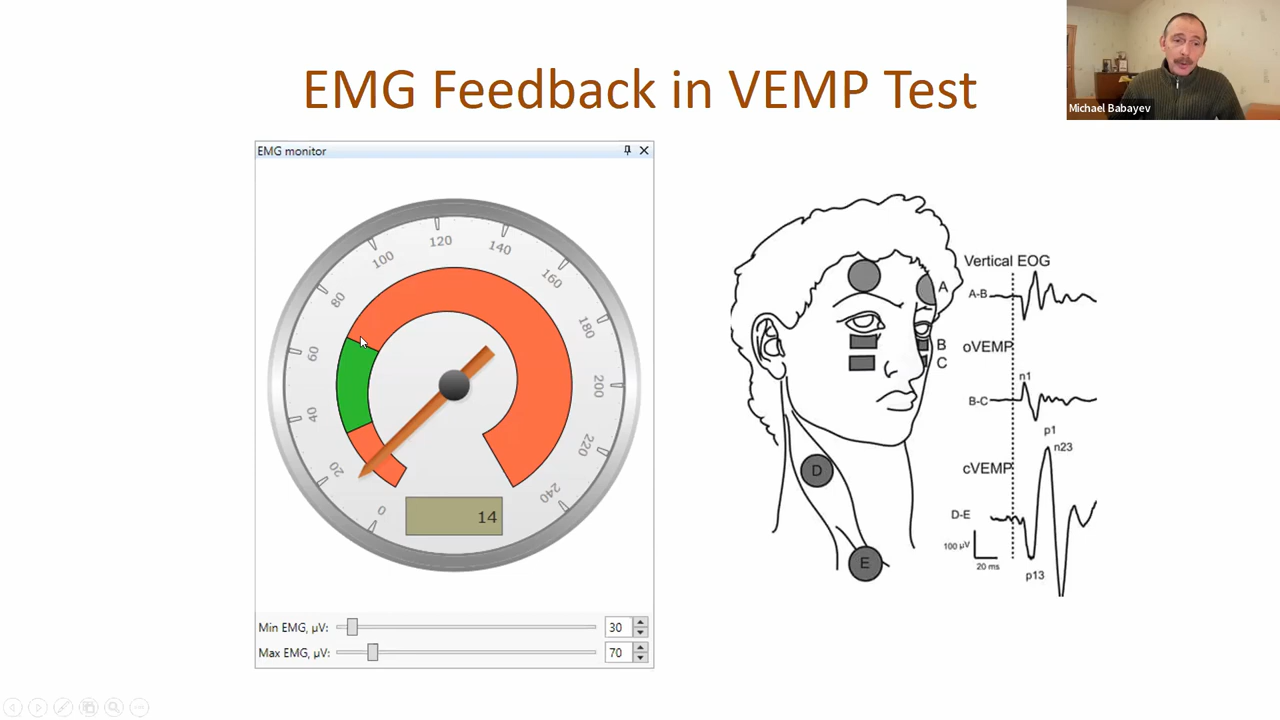 EMG Feedback in VEMP Test
Michael Babayev
EMG monitor
0
20
40
60
80
100
120
140
160
180
200
220
240
14
Min EMG, µV:
30
Max EMG, µV:
70
A
B
C
D
E
Vertical EOG
A-B
oVEMP
n1
B-C
p1
n23
cVEMP
D-E
100 µV
20 ms
p13